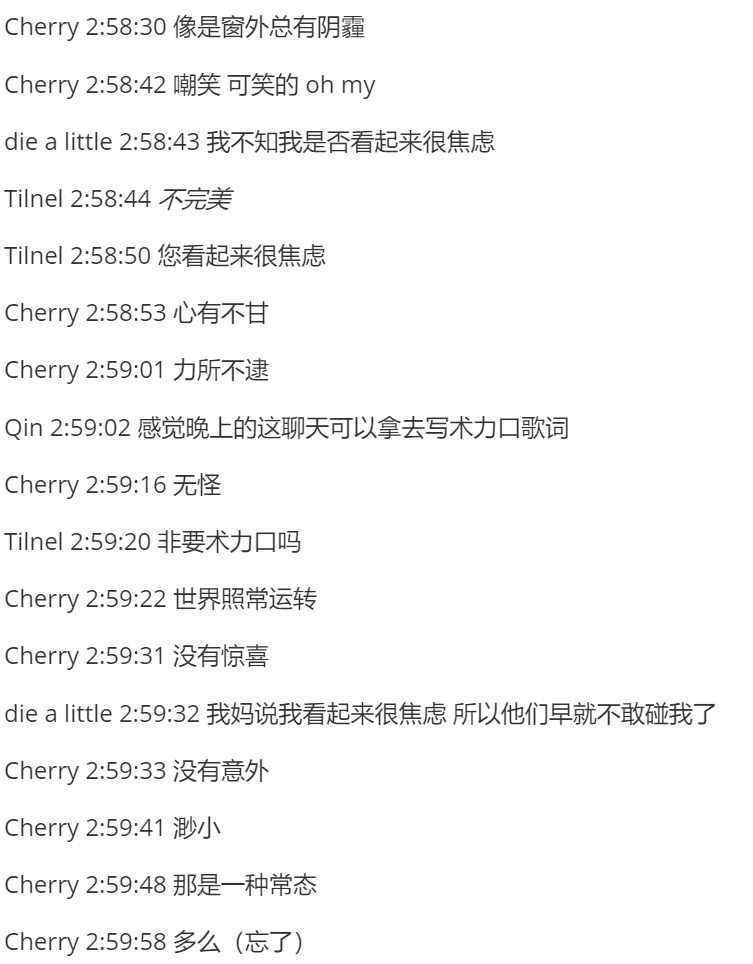 Cherry 2:58:30 像是窗外总有阴霾
Cherry 2:58:42 嘲笑 可笑的 oh my
die a little 2:58:43 我不知我是否看起来很焦虑
Tilnel 2:58:44 不完美
Tilnel 2:58:50 您看起来很焦虑
Cherry 2:58:53 心有不甘
Cherry 2:59:01 力所不逮
Qin 2:59:02 感觉晚上的这聊天可以拿去写术力口歌词
Cherry 2:59:16 无怪
Tilnel 2:59:20 非要术力口吗
Cherry 2:59:22 世界照常运转
Cherry 2:59:31 没有惊喜
die a little 2:59:32 我妈说我看起来很焦虑 所以他们早就不敢碰我了
Cherry 2:59:33 没有意外
Cherry 2:59:41 渺小
Cherry 2:59:48 那是一种常态
Cherry 2:59:58 多么（忘了）